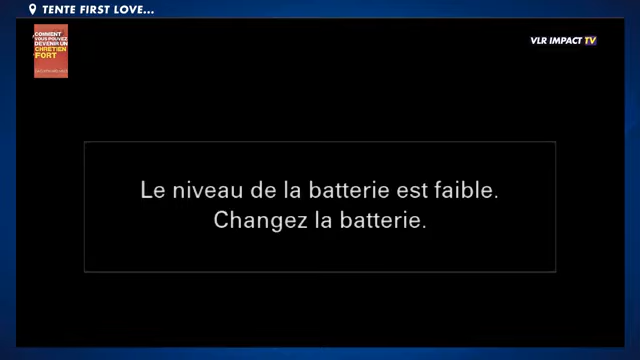 TENTE FIRST LOVE...
COMMENT
VOUS POUVEZ
DEVENIR UN
CHRÉTIEN
FORT
VLR IMPACT TV
Le niveau de la batterie est faible.
Changez la batterie.